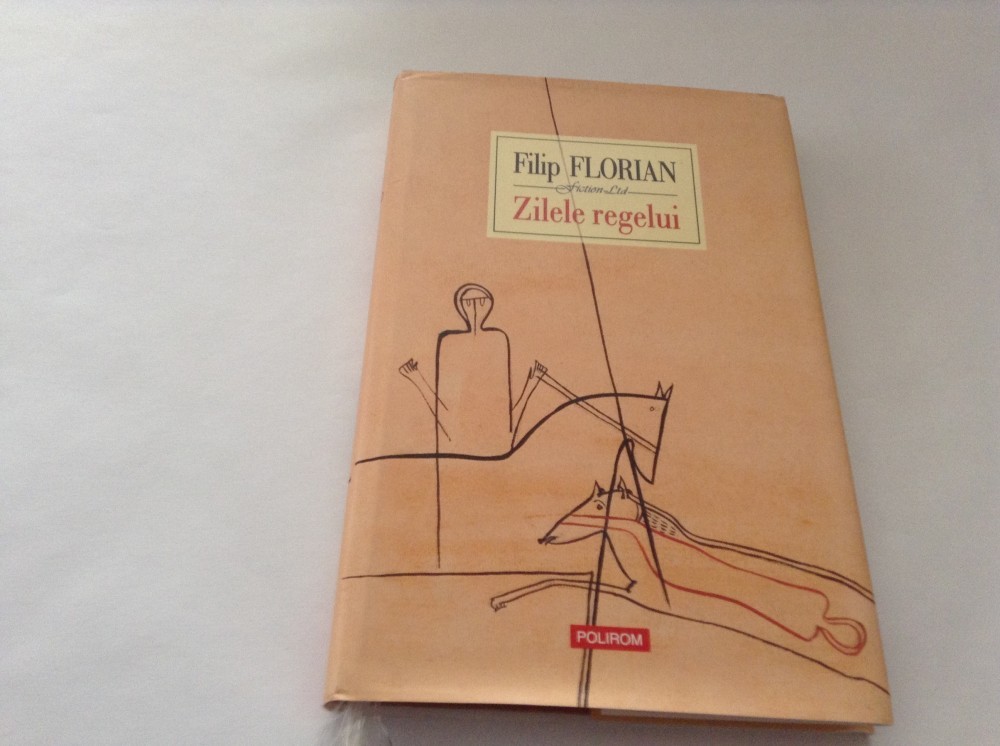 Filip FLORIAN
Fiction Ltd
Zilele regelui
POLIROM